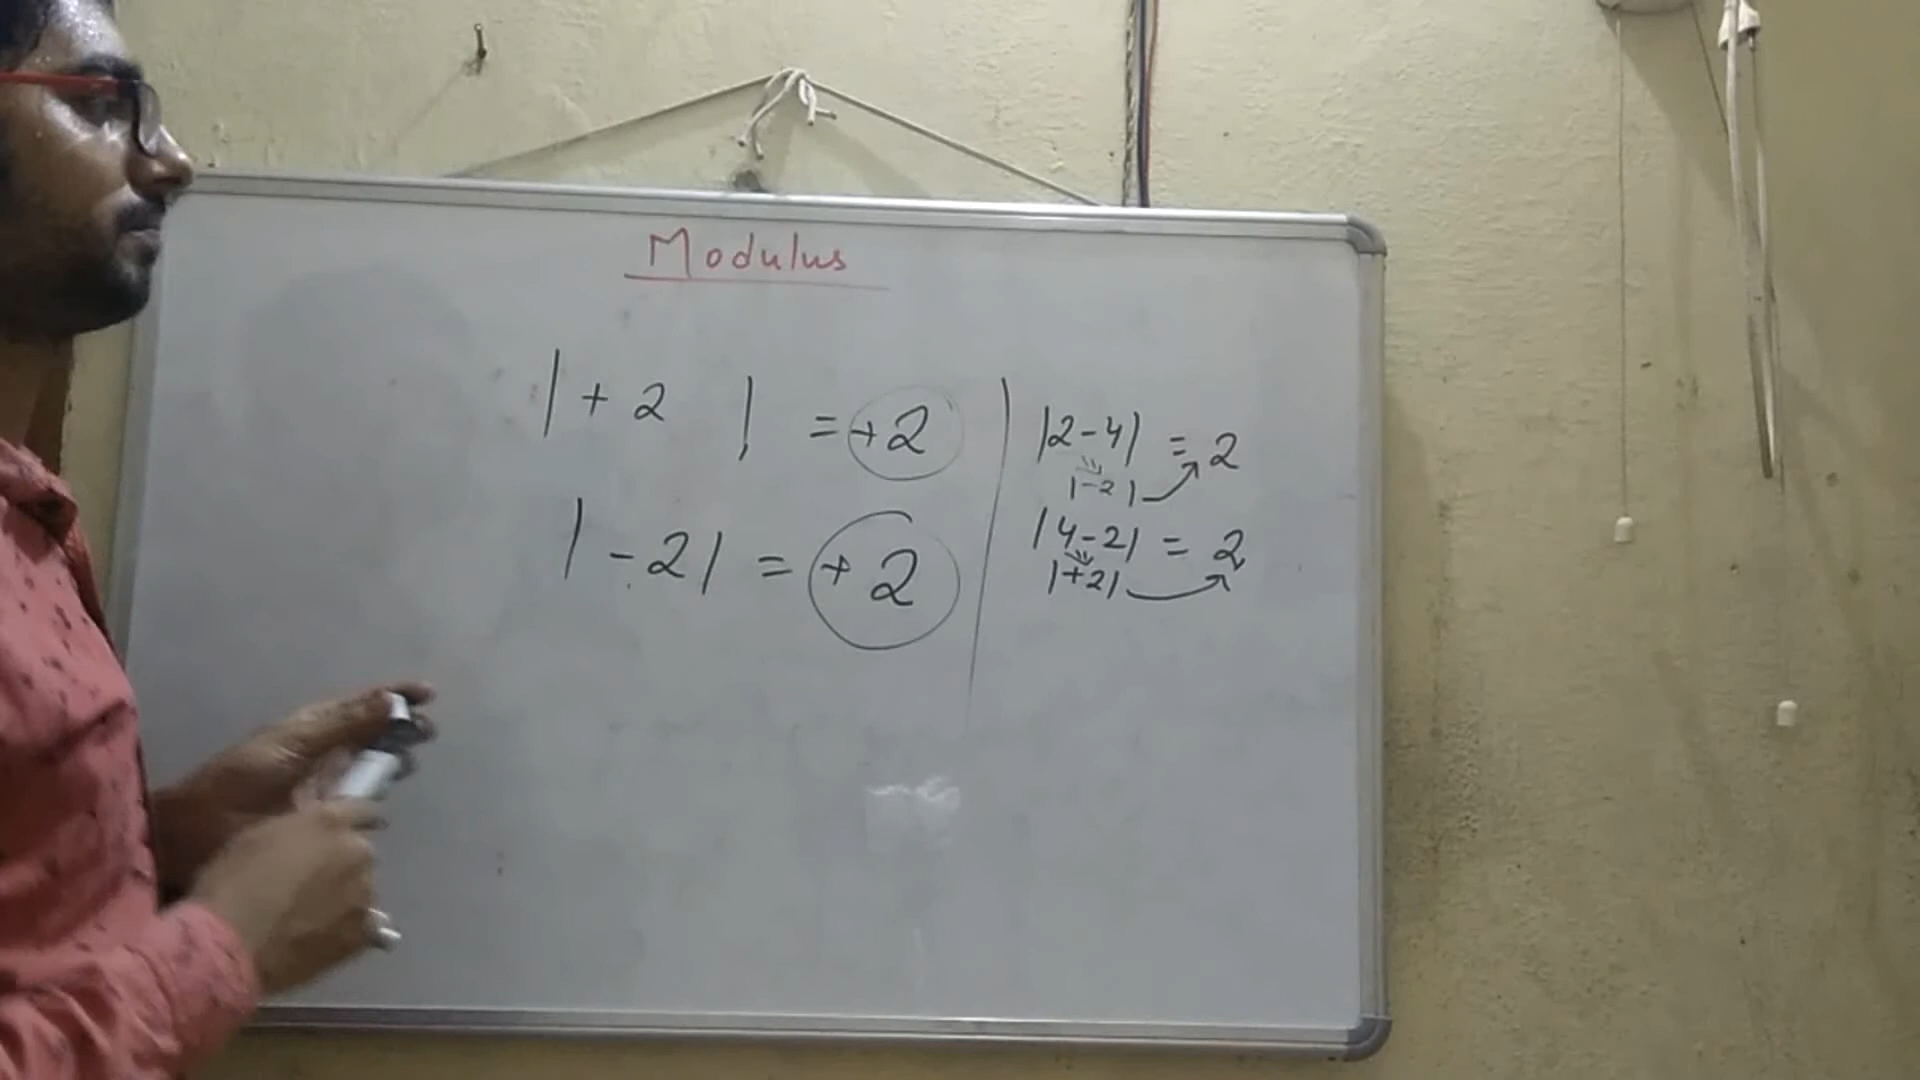 Modulus
|+2| = +2
|-2| = +2
|2-4| = 2
|-2|
|4-2| = 2
|+2|